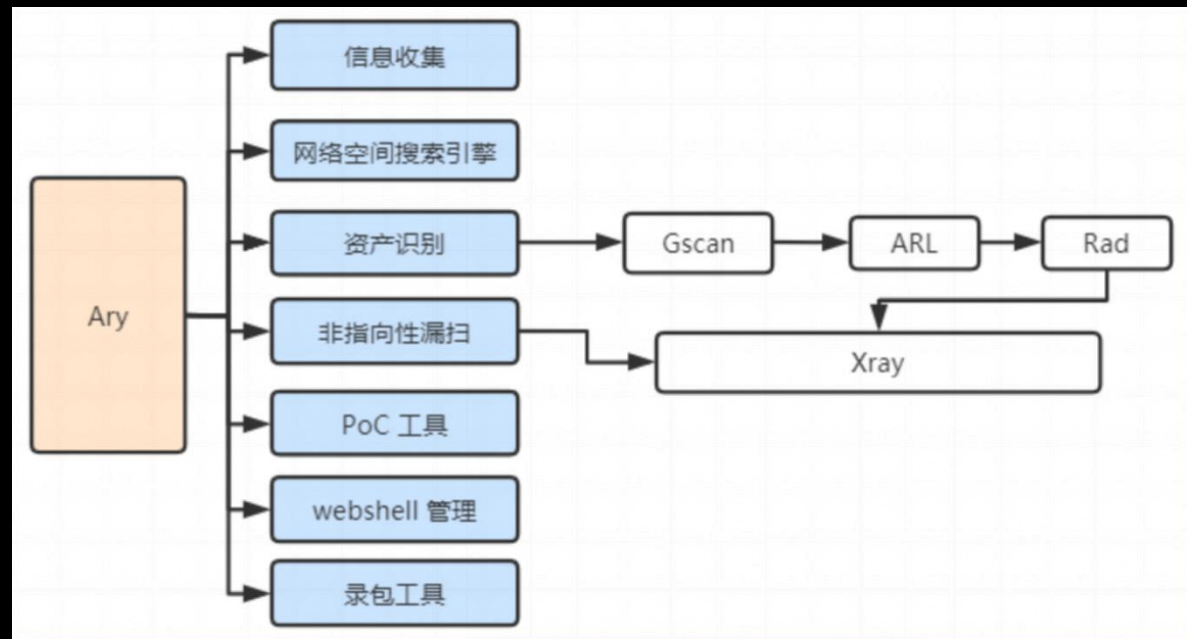 Ary
信息收集
网络空间搜索引擎
资产识别
Gscan
ARL
Rad
非指向性漏扫
Xray
PoC 工具
webshell 管理
录包工具